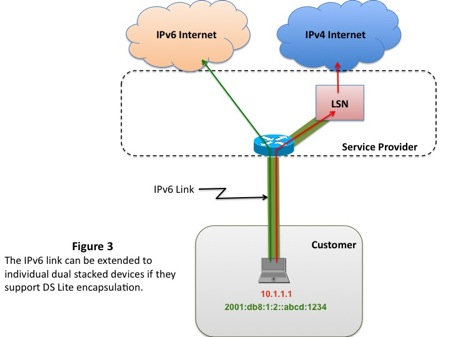 IPv6 Internet
IPv4 Internet
LSN
Service Provider
IPv6 Link
Customer
Figure 3
The IPv6 link can be extended to
individual dual stacked devices if they
support DS Lite encapsulation.
10.1.1.1
2001:db8:1:2::abcd:1234